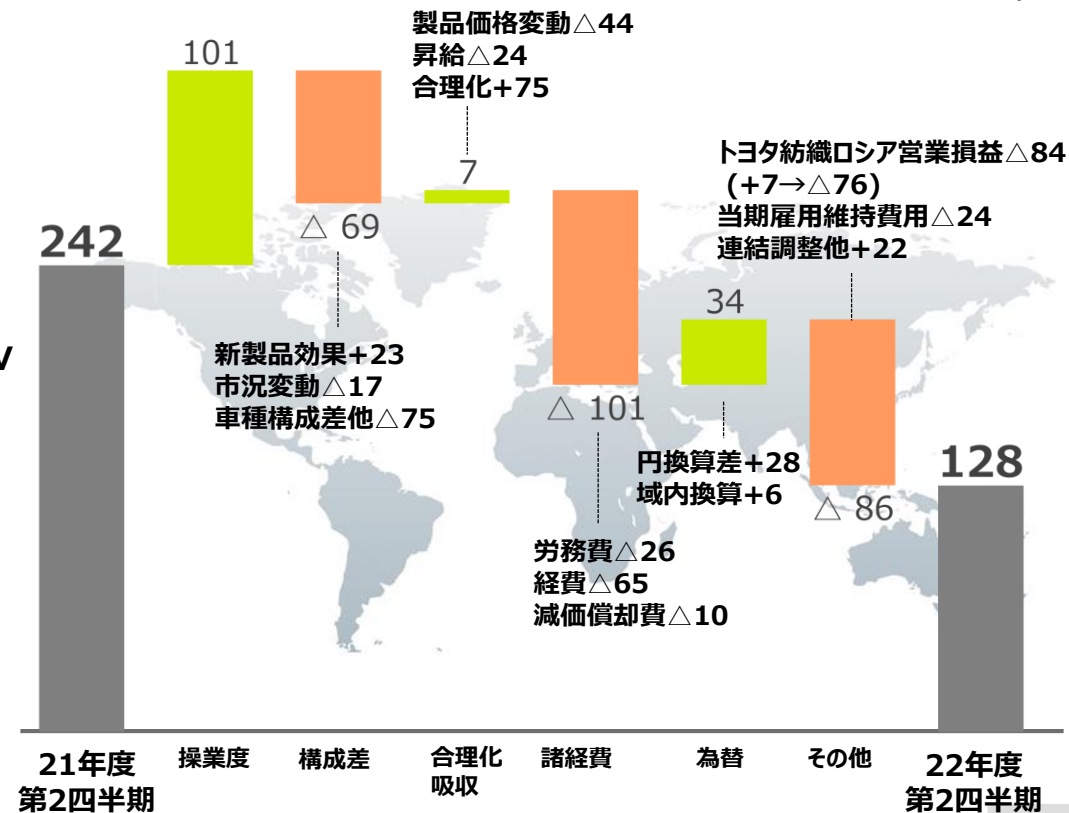 製品価格変動△44
昇給△24
合理化+75
101
7
△ 69
242
トヨタ紡織ロシア営業損益△84
(+7→△76)
当期雇用維持費用△24
連結調整他+22
34
新製品効果+23
市況変動△17
車種構成差他△75
△ 101
円換算差+28
域内換算+6
128
△ 86
労務費△26
経費△65
減価償却費△10
21年度
第2四半期
操業度
構成差
合理化
吸収
諸経費
為替
その他
22年度
第2四半期